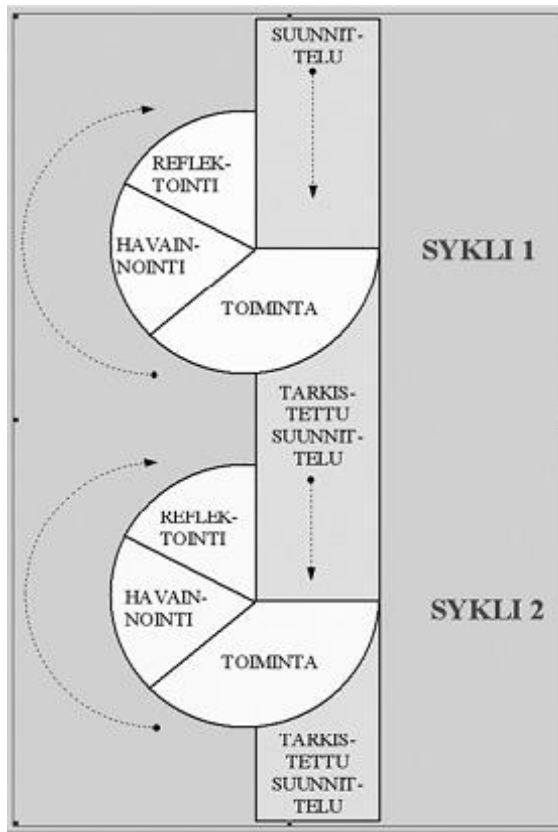 SUUNNIT-
TELU
REFLEK-
TOINTI
HAVAIN-
NOINTI
TOIMINTA
SYKLI 1
TARKIS-
TETTU
SUUNNIT-
TELU
REFLEK-
TOINTI
HAVAIN-
NOINTI
TOIMINTA
SYKLI 2
TARKIS-
TETTU
SUUNNIT-
TELU